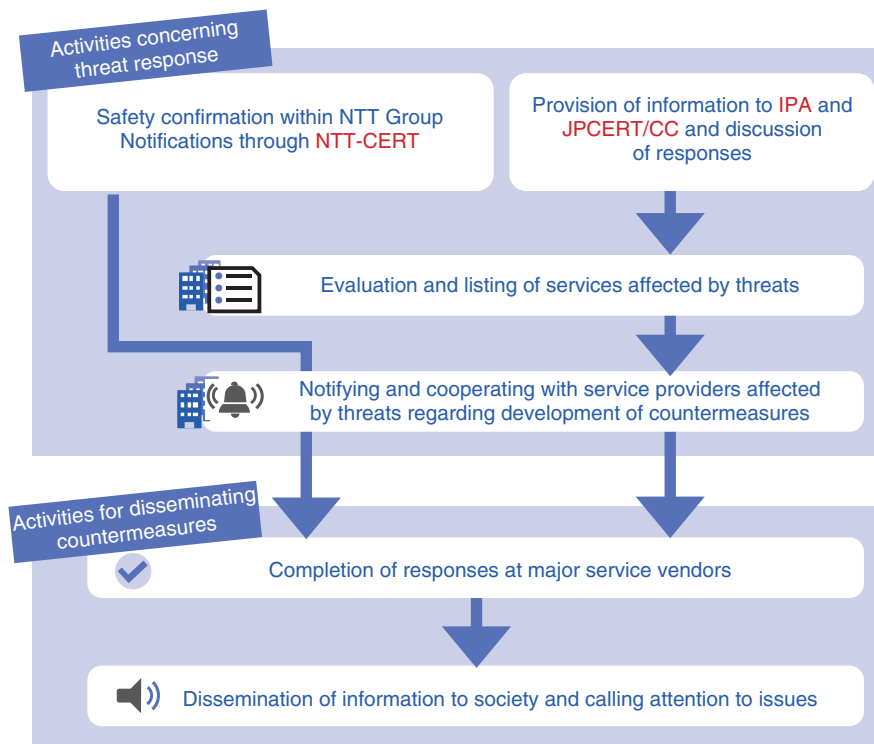 Activities concerning
threat response
Safety confirmation within NTT Group
Notifications through NTT-CERT
Provision of information to IPA and
JPCERT/CC and discussion
of responses
Evaluation and listing of services affected by threats
Notifying and cooperating with service providers affected
by threats regarding development of countermeasures
Activities for disseminating
countermeasures
Completion of responses at major service vendors
Dissemination of information to society and calling attention to issues